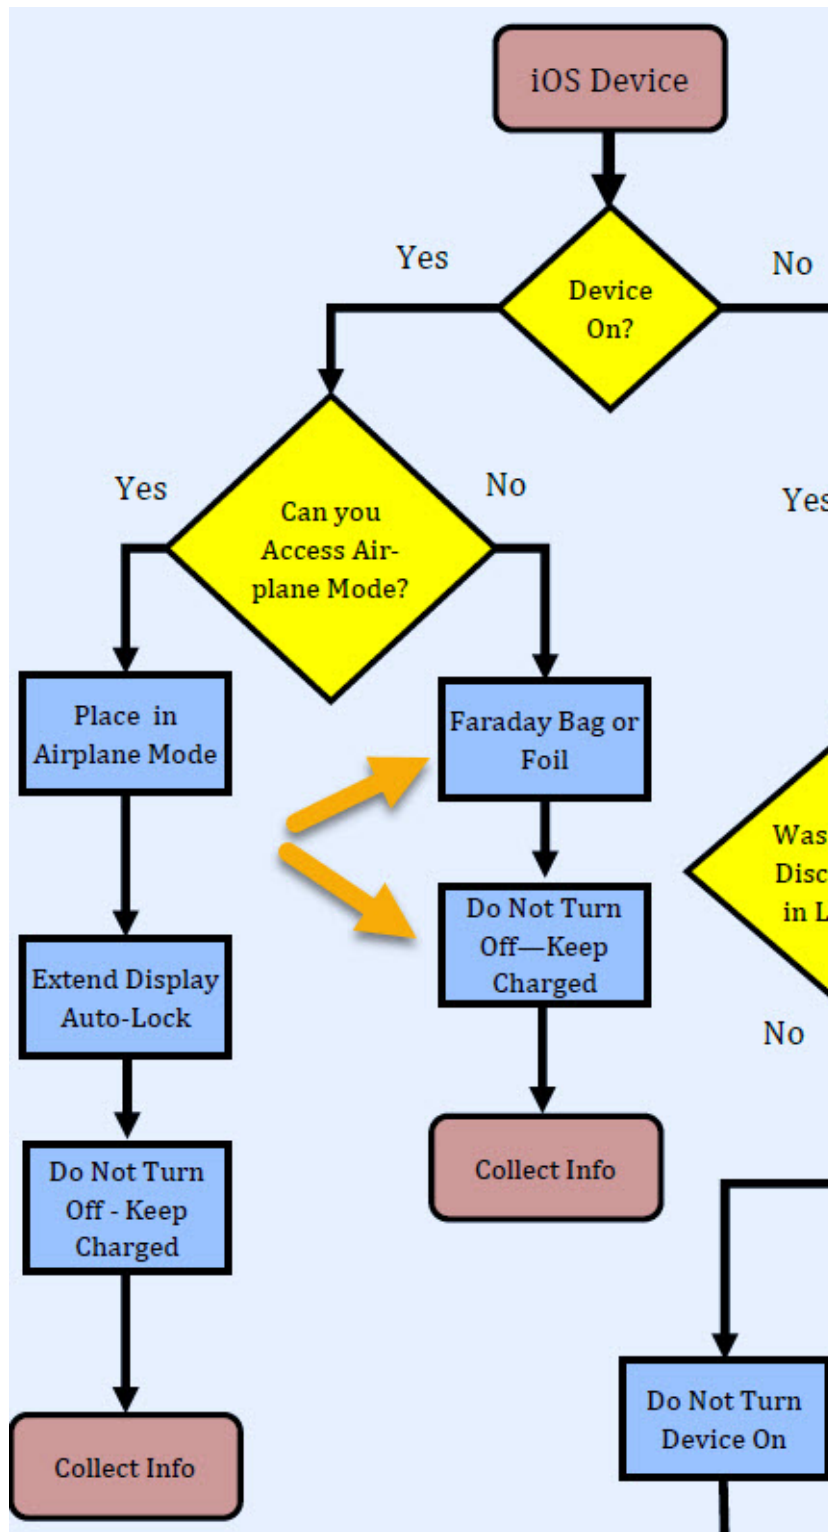 iOS Device
Device
On?
Yes
No
Can you
Access Air-
plane Mode?
Yes
No
Place in
Airplane Mode
Extend Display
Auto-Lock
Do Not Turn
Off - Keep
Charged
Collect Info
Faraday Bag or
Foil
Do Not Turn
Off—Keep
Charged
Collect Info
Yes
Was
in
No
Do Not Turn
Device On